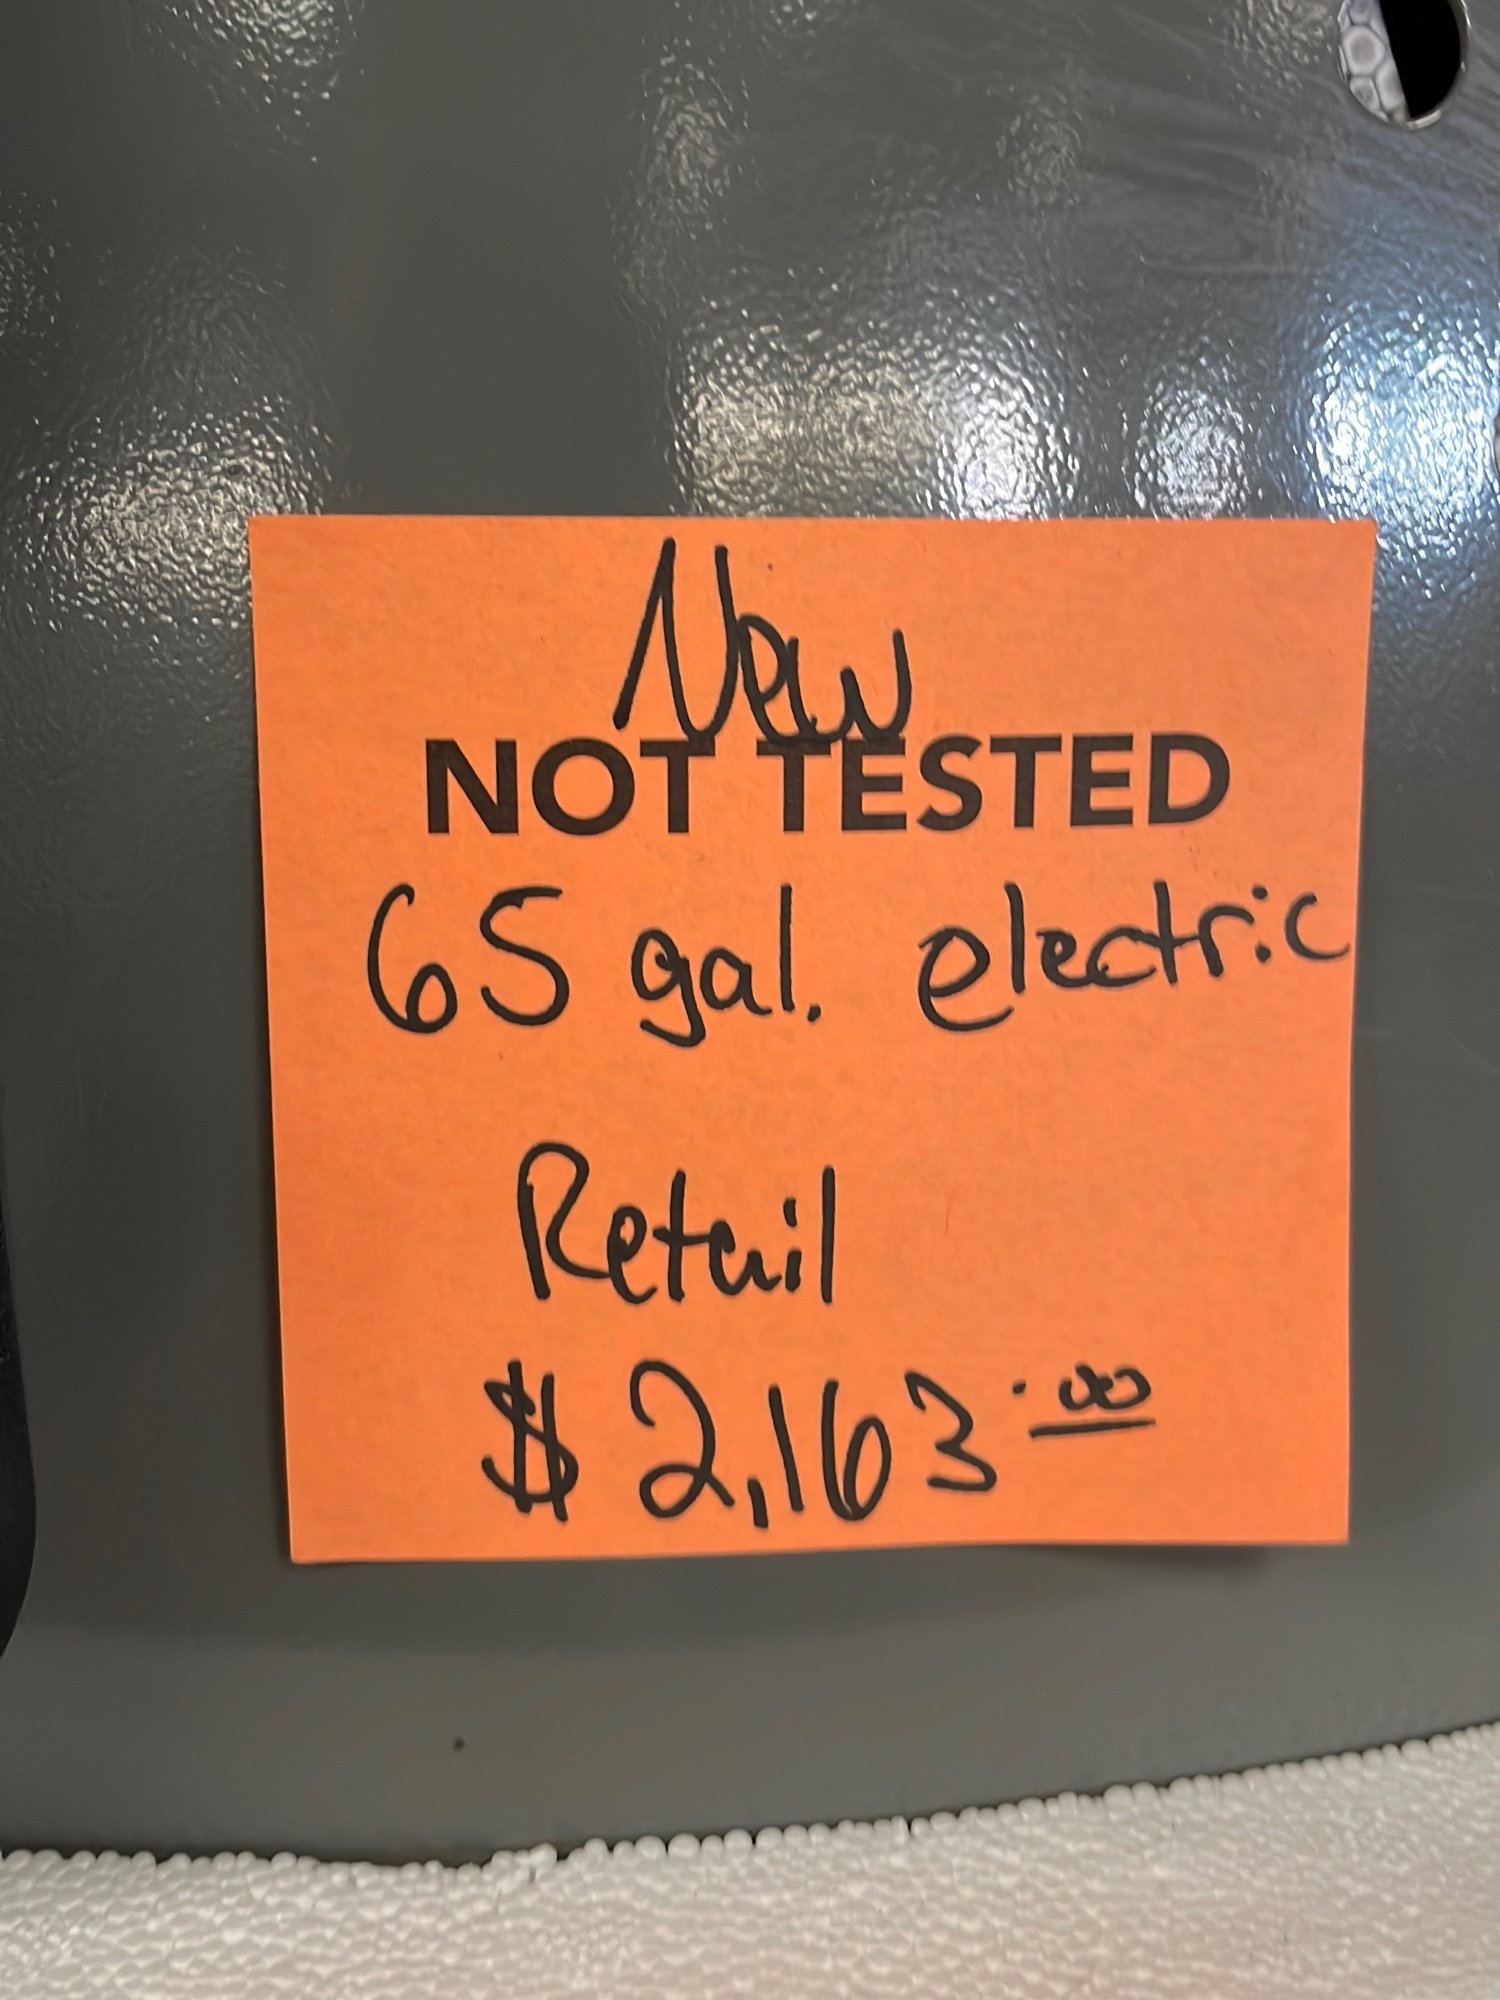 New
NOT TESTED
65 gal. electric
Retail
$2,163.00